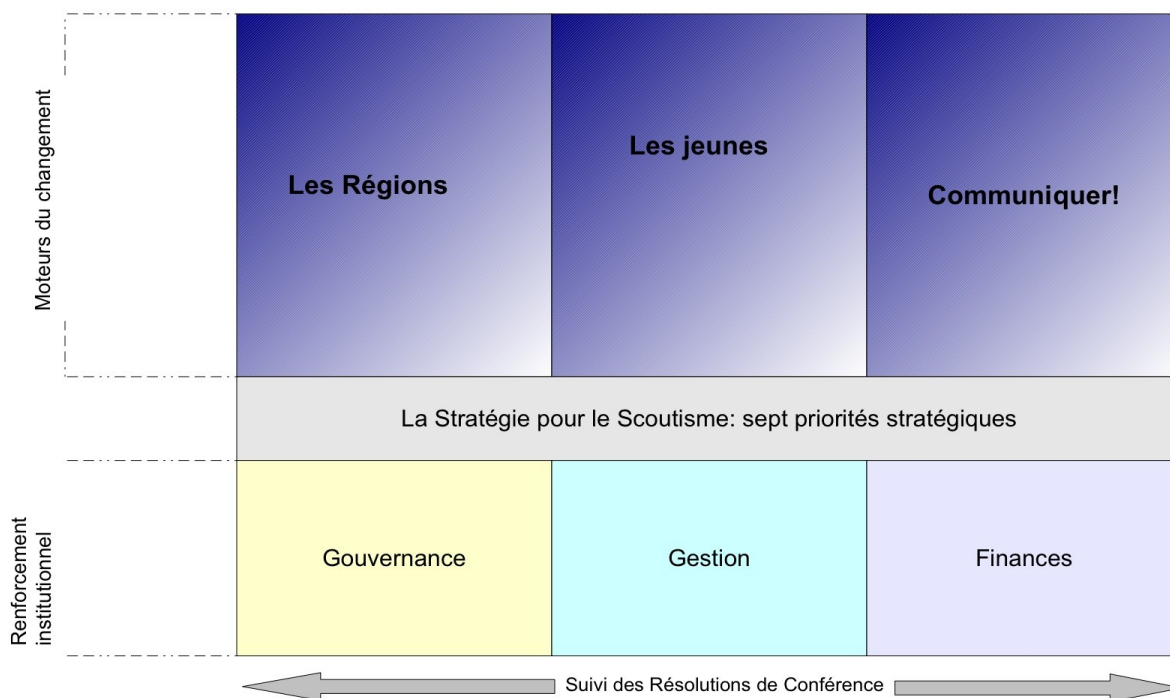 Moteurs du changement
Les Régions
Les jeunes
Communiquer!
La Stratégie pour le Scoutisme: sept priorités stratégiques
Renforcement
institutionnel
Gouvernance
Gestion
Finances
Suivi des Résolutions de Conférence